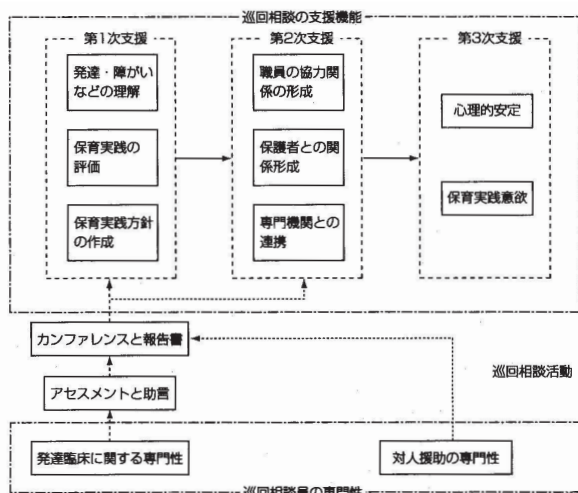 巡回相談の支援機能
第1次支援
発達・障がい
などの理解
保育実践の
評価
保育実践方針
の作成
第2次支援
職員の協力関
係の形成
保護者との関
係形成
専門機関との
連携
第3次支援
心理的安定
保育実践意欲
カンファレンスと報告書
アセスメントと助言
巡回相談活動
発達臨床に関する専門性
対人援助の専門性
巡回相談員の専門性